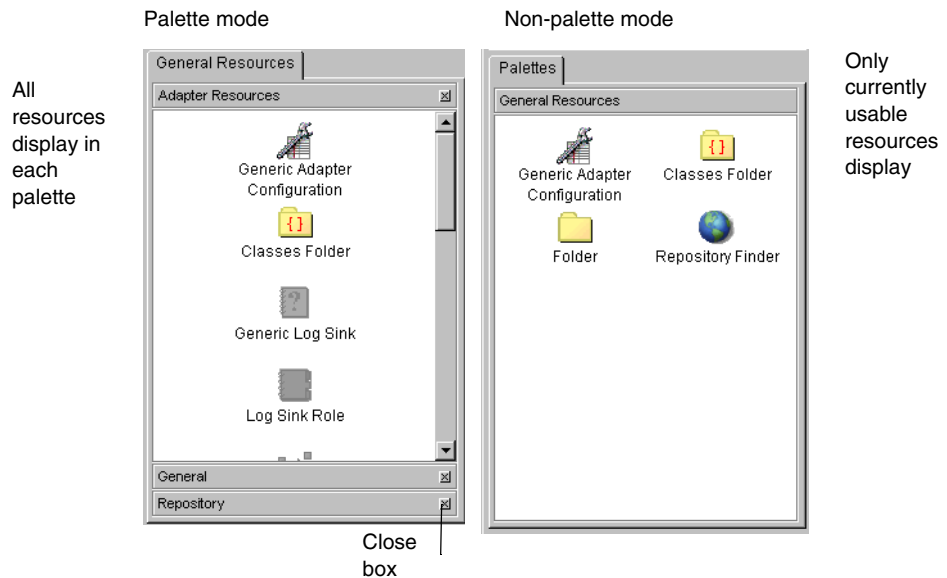 Palette mode
Non-palette mode
All
resources
display in
each
palette
General Resources
Adapter Resources
Generic Adapter
Configuration
{}
Classes Folder
?
Generic Log Sink
Log Sink Role
General
Repository
Close
box
Palettes
General Resources
Generic Adapter
Configuration
{}
Classes Folder
Folder
Repository Finder
Only
currently
usable
resources
display